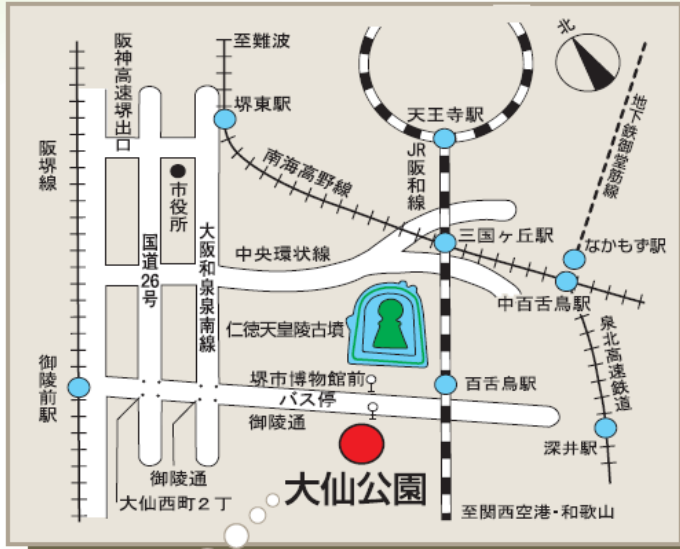 阪神高速堺出口
至難波
北
堺東駅
天王寺駅
地下鉄御堂筋線
阪堺線
南海高野線
JR阪和線
市役所
国道26号
大阪和泉泉南線
中央環状線
三国ヶ丘駅
なかもず駅
中百舌鳥駅
仁徳天皇陵古墳
泉北高速鉄道
御陵前駅
堺市博物館前
バス停
百舌鳥駅
御陵通
深井駅
御陵通
大仙西町2丁
大仙公園
至関西空港・和歌山